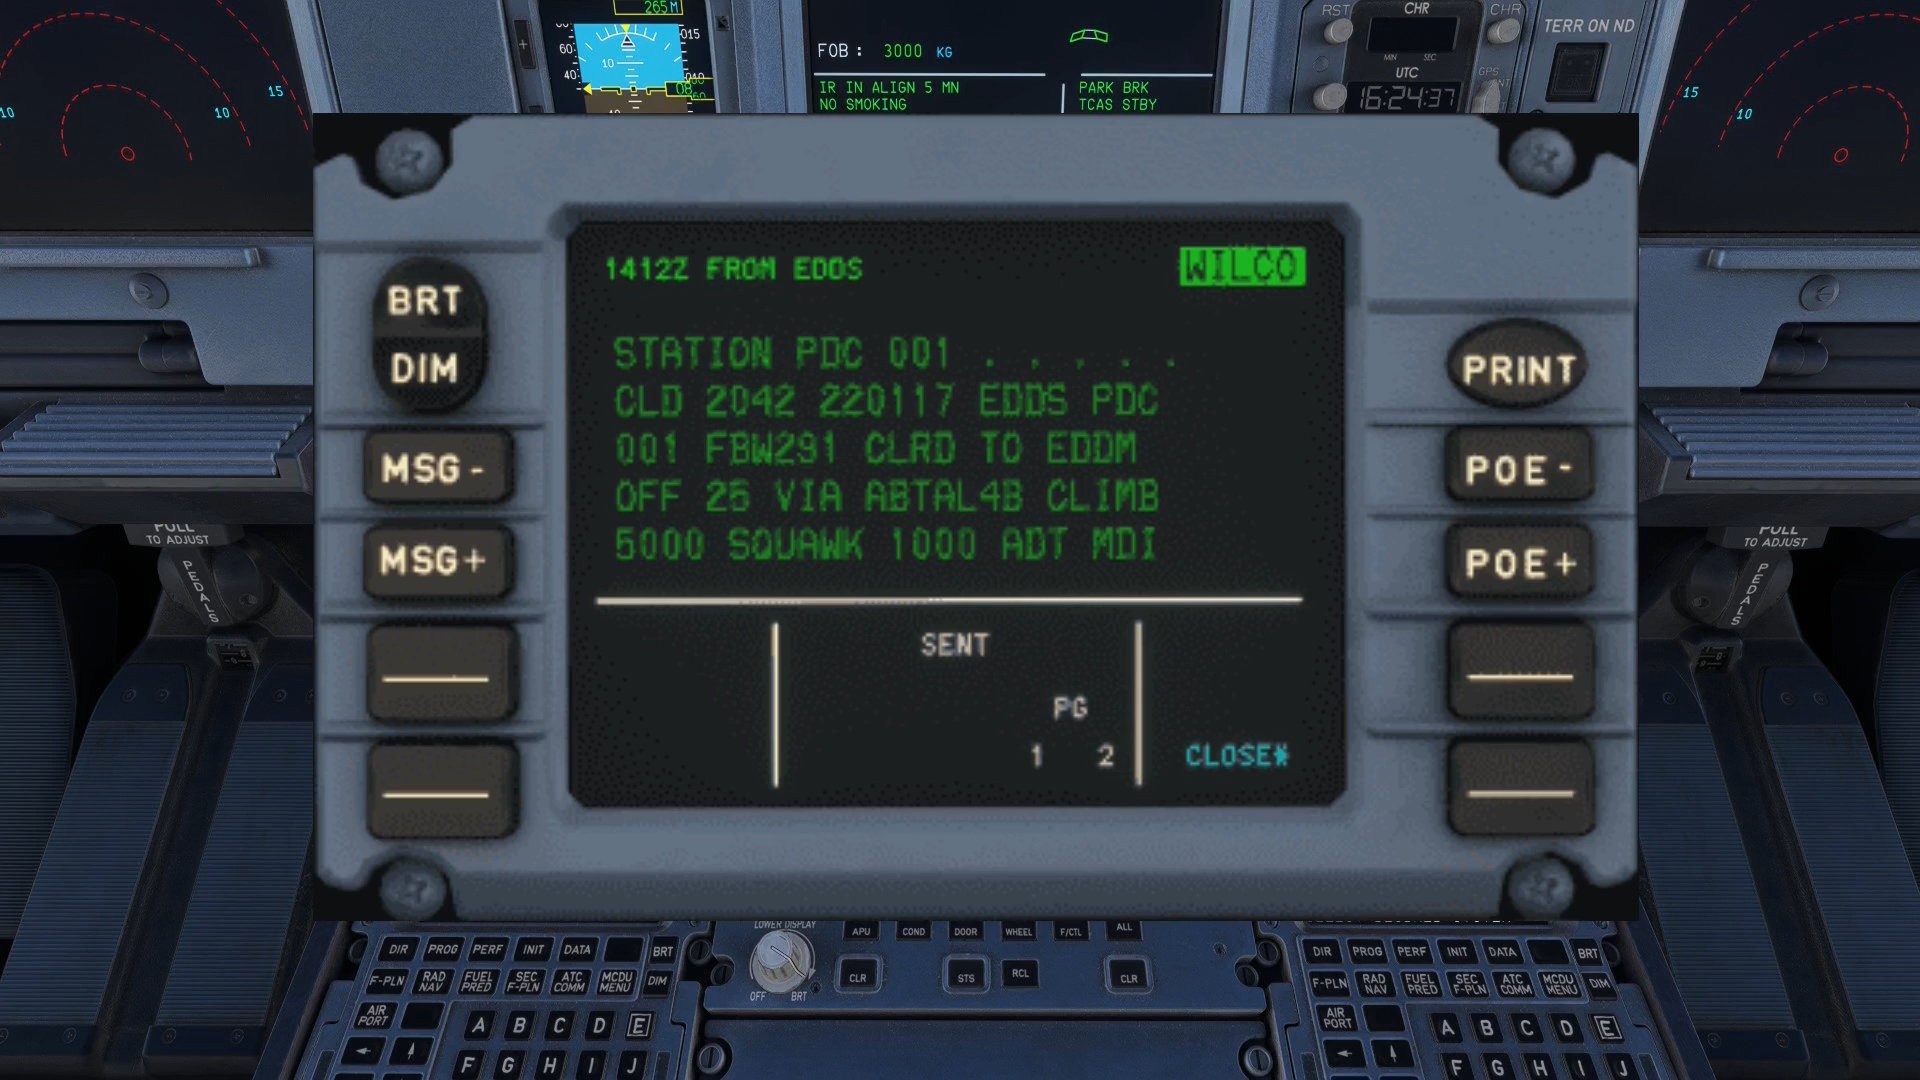 265M
015
60
40
10
010
FOB: 3000 KG
IR IN ALIGN 5 MN
NO SMOKING
PARK BRK
TCAS STBY
RST
CHR
CHR
MIN SEC
UTC
GPS
16:24:37
TERR ON ND
10
10
15
15
10
1412Z FROM EDDS
WILCO
STATION PDC 001 . . . . .
CLD 2042 220117 EDDS PDC
001 FBW291 CLRD TO EDDM
OFF 25 VIA ABTAL4B CLIMB
5000 SQUAWK 1000 ADT MDI
SENT
PG
1 2
CLOSE*
BRT
DIM
MSG -
MSG +
PRINT
POE -
POE +
PULL
TO ADJUST
PEDALS
PULL
TO ADJUST
PEDALS
LOWER DISPLAY
OFF BRT
APU COND DOOR WHEEL F/CTL ALL
CLR STS RCL CLR
DIR PROG PERF INIT DATA BRT
F-PLN RAD NAV FUEL PRED SEC F-PLN ATC COMM MCDU MENU DIM
AIR PORT
A B C D E
F G H I J
DIR PROG PERF INIT DATA BRT
F-PLN RAD NAV FUEL PRED SEC F-PLN ATC COMM MCDU MENU DIM
AIR PORT
A B C D E
F G H I J